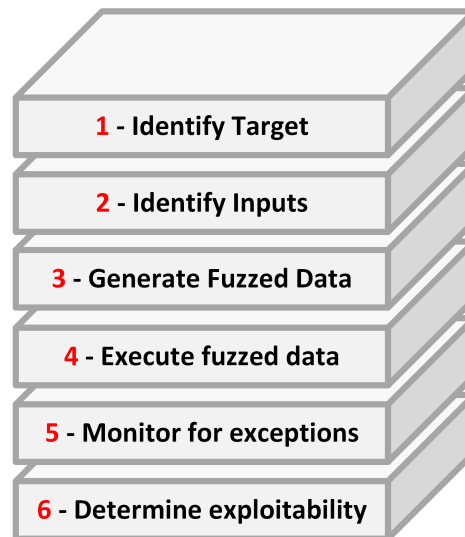 1 - Identify Target
2 - Identify Inputs
3 - Generate Fuzzed Data
4 - Execute fuzzed data
5 - Monitor for exceptions
6 - Determine exploitability